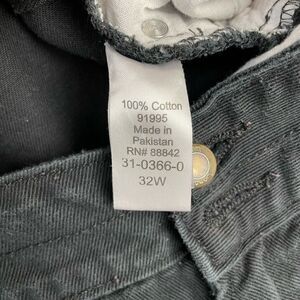 100% Cotton
91995
Made in
Pakistan
RN# 88842
31-0366-0
32W